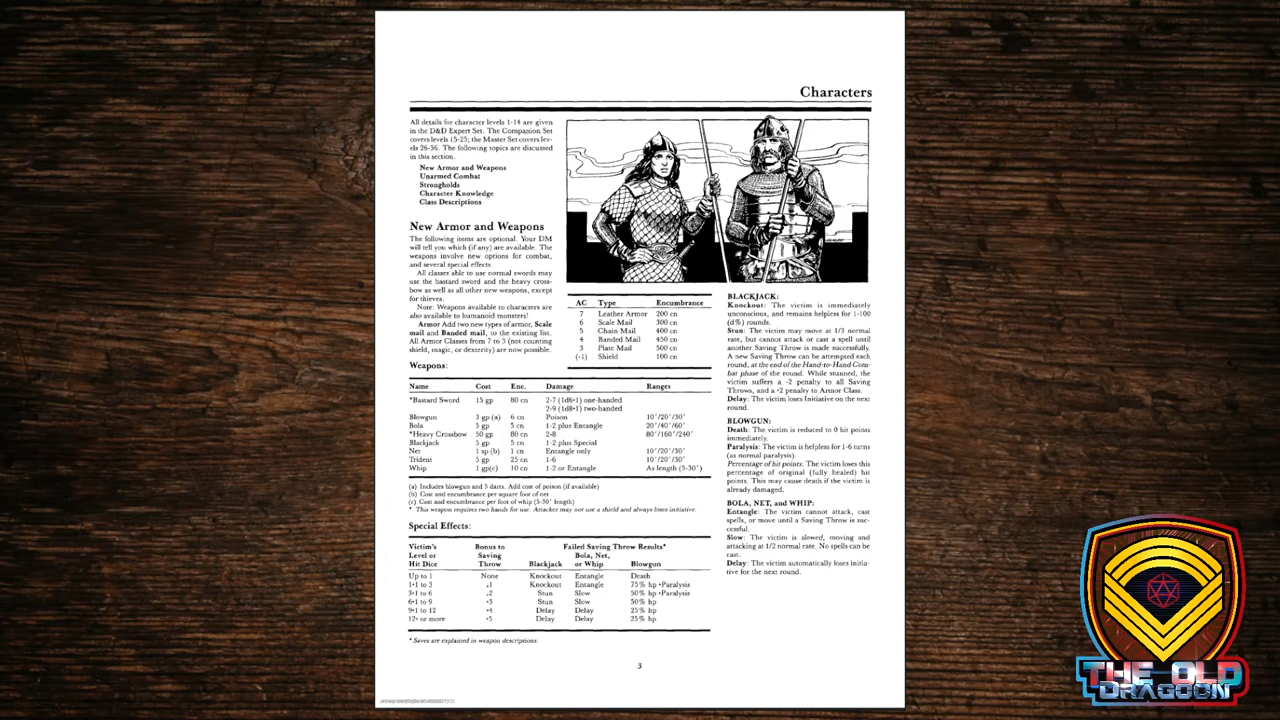 Characters
All details for character levels 1-14 are given
in the D&D Expert Set. The Companion Set
covers levels 15-25; the Master Set covers lev-
els 26-36. The following topics are discussed
in this section.
New Armor and Weapons
Unarmed Combat
Strongholds
Character Knowledge
Class Descriptions
New Armor and Weapons
The following items are optional. Your DM
will tell you which (if any) are available. The
weapons involve new options for combat,
and several special effects.
All classes able to use normal swords may
use the bastard sword and the heavy cross-
bow as well as all other new weapons, except
for thieves.
Note: Weapons available to characters are
also available to humanoid monsters!
Armor Add two new types of armor, Scale
mail and Banded mail, to the existing list.
All Armor Classes from 7 to 3 (not counting
shield, magic, or dexterity) are now possible.
AC Type Encumbrance
7 Leather Armor 200 cn
6 Scale Mail 300 cn
5 Chain Mail 400 cn
4 Banded Mail 450 cn
3 Plate Mail 500 cn
(-1) Shield 100 cn
Weapons:
Name Cost Enc. Damage Ranges
*Bastard Sword 15 gp 80 cn 2-7 (1d6+1) one-handed
2-9 (1d8+1) two-handed
Blowgun 3 gp (a) 6 cn Poison 10'/20'/30'
Bola 5 gp 5 cn 1-2 plus Entangle 20'/40'/60'
*Heavy Crossbow 50 gp 80 cn 2-8 80'/160'/240'
Blackjack 5 gp 5 cn 1-2 plus Special
Net 1 sp (b) 1 cn Entangle only 10'/20'/30'
Trident 5 gp 25 cn 1-6 10'/20'/30'
Whip 1 gp(c) 10 cn 1-2 or Entangle As length (5-30')
(a) Includes blowgun and 5 darts. Add cost of poison (if available)
(b) Cost and encumbrance per square foot of net
(c) Cost and encumbrance per foot of whip (5-30' length)
* This weapon requires two hands for use. Attacker may not use a shield and always loses initiative.
Special Effects:
Victim's Bonus to Failed Saving Throw Results*
Level or Saving Bola, Net,
Hit Dice Throw Blackjack or Whip Blowgun
Up to 1 None Knockout Entangle Death
1+1 to 3 +1 Knockout Entangle 75% hp +Paralysis
3+1 to 6 +2 Stun Slow 50% hp +Paralysis
6+1 to 9 +3 Stun Slow 50% hp
9+1 to 12 +4 Delay Delay 25% hp
12+ or more +5 Delay Delay 25% hp
* Saves are explained in weapon descriptions.
BLACKJACK:
Knockout: The victim is immediately
unconscious, and remains helpless for 1-100
(d%) rounds.
Stun: The victim may move at 1/3 normal
rate, but cannot attack or cast a spell until
another Saving Throw is made successfully.
A new Saving Throw can be attempted each
round, at the end of the Hand-to-Hand Com-
bat phase of the round. While stunned, the
victim suffers a -2 penalty to all Saving
Throws, and a +2 penalty to Armor Class.
Delay: The victim loses Initiative on the next
round.
BLOWGUN:
Death: The victim is reduced to 0 hit points
immediately.
Paralysis: The victim is helpless for 1-6 turns
(as normal paralysis).
Percentage of hit points: The victim loses this
percentage of original (fully healed) hit
points. This may cause death if the victim is
already damaged.
BOLA, NET, and WHIP:
Entangle: The victim cannot attack, cast
spells, or move until a Saving Throw is suc-
cessful.
Slow: The victim is slowed, moving and
attacking at 1/2 normal rate. No spells can be
cast.
Delay: The victim automatically loses initia-
tive for the next round.
3
THE OLD
DRAGOON